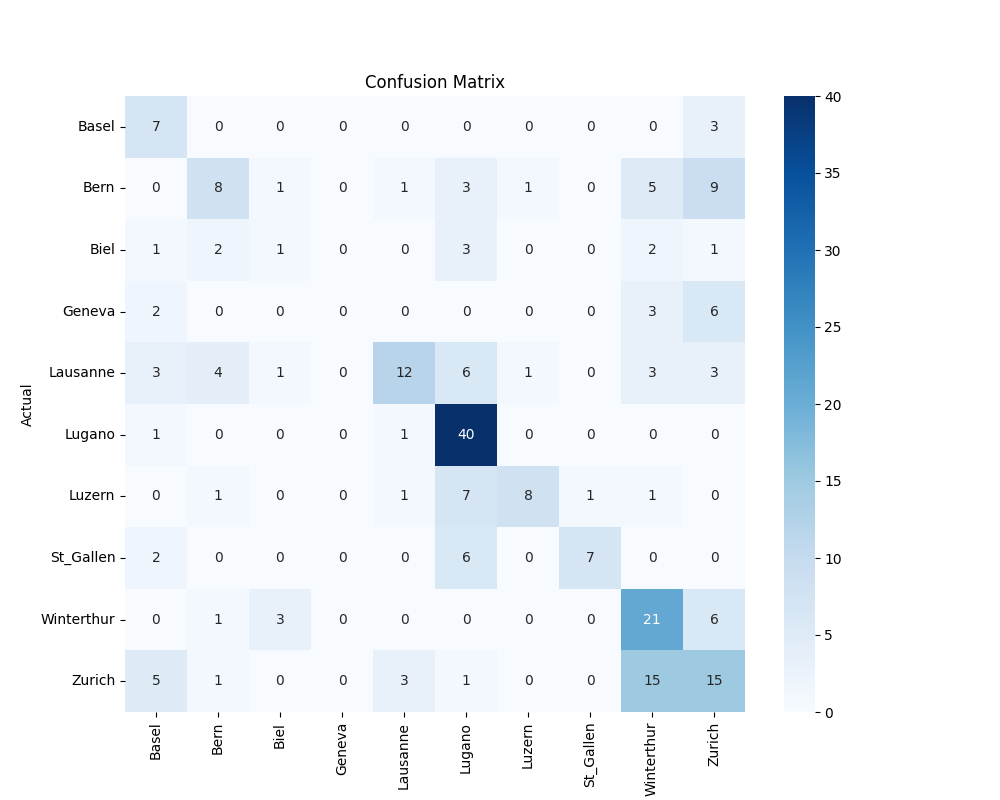 Confusion Matrix
Basel 7 0 0 0 0 0 0 0 0 3
Bern 0 8 1 0 1 3 1 0 5 9
Biel 1 2 1 0 0 3 0 0 2 1
Geneva 2 0 0 0 0 0 0 0 3 6
Lausanne 3 4 1 0 12 6 1 0 3 3
Lugano 1 0 0 0 1 40 0 0 0 0
Luzern 0 1 0 0 1 7 8 1 1 0
St_Gallen 2 0 0 0 0 6 0 7 0 0
Winterthur 0 1 3 0 0 0 0 0 21 6
Zurich 5 1 0 0 3 1 0 0 15 15
Actual
Basel Bern Biel Geneva Lausanne Lugano Luzern St_Gallen Winterthur Zurich
40
35
30
25
20
15
10
5
0